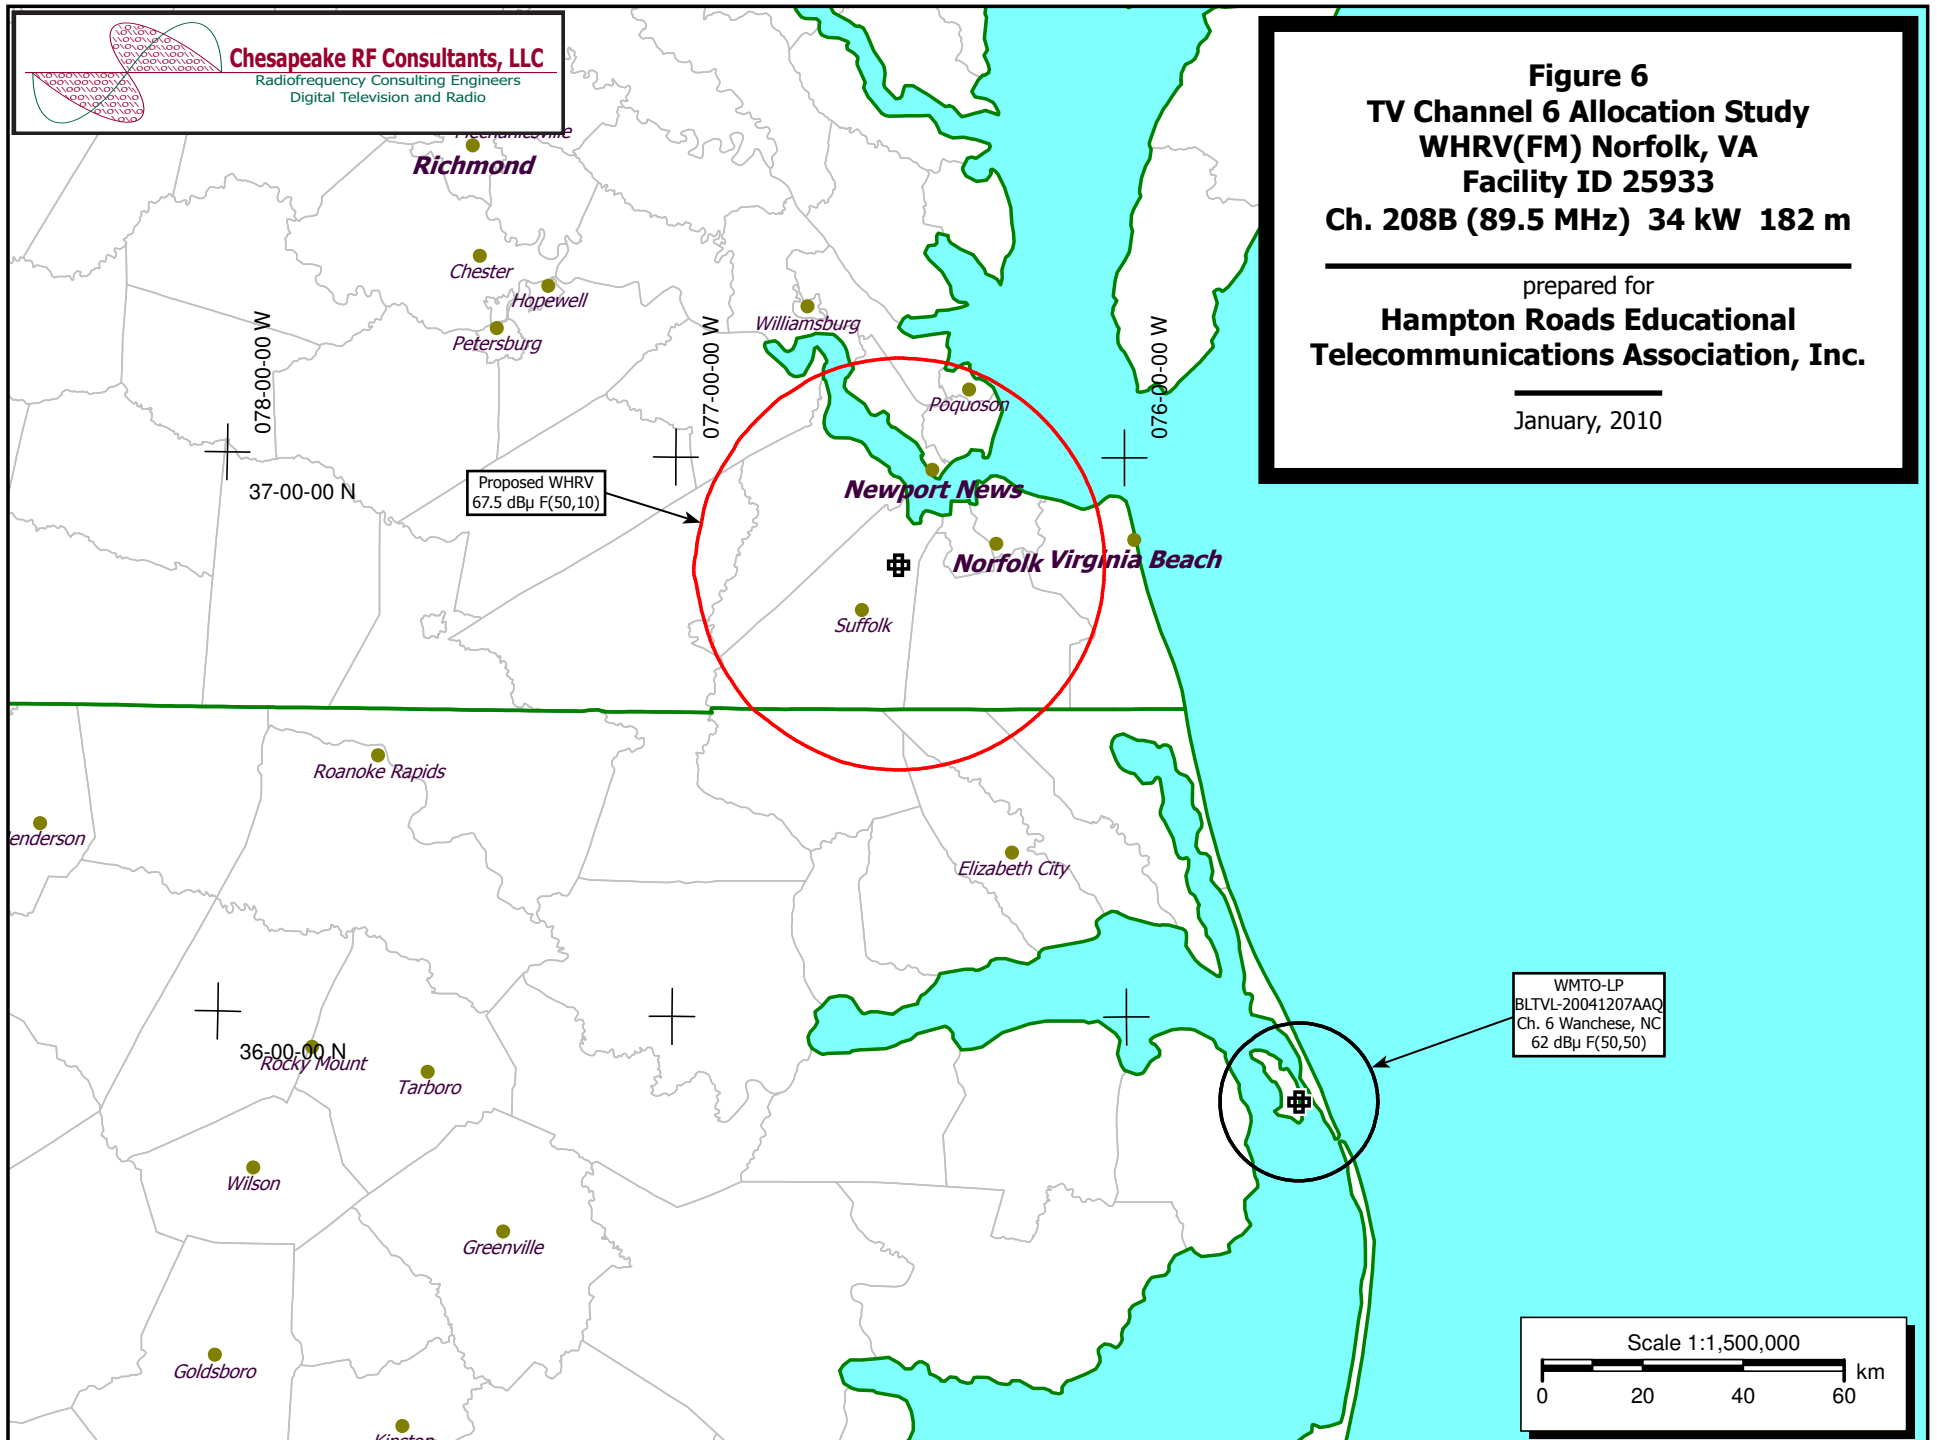 Chesapeake RF Consultants, LLC
Radiofrequency Consulting Engineers
Digital Television and Radio
Figure 6
TV Channel 6 Allocation Study
WHRV(FM) Norfolk, VA
Facility ID 25933
Ch. 208B (89.5 MHz)  34 kW  182 m
prepared for
Hampton Roads Educational
Telecommunications Association, Inc.
January, 2010
Mechanicsville
Richmond
Chester
Hopewell
Petersburg
Williamsburg
078-00-00 W
077-00-00 W
076-00-00 W
Poquoson
37-00-00 N
Proposed WHRV
67.5 dBµ F(50,10)
Newport News
Norfolk
Virginia Beach
Suffolk
Roanoke Rapids
enderson
Elizabeth City
WMTO-LP
BLTVL-20041207AAQ
Ch. 6 Wanchese, NC
62 dBµ F(50,50)
36-00-00 N
Rocky Mount
Tarboro
Wilson
Greenville
Goldsboro
Kinston
Scale 1:1,500,000
km
0 20 40 60